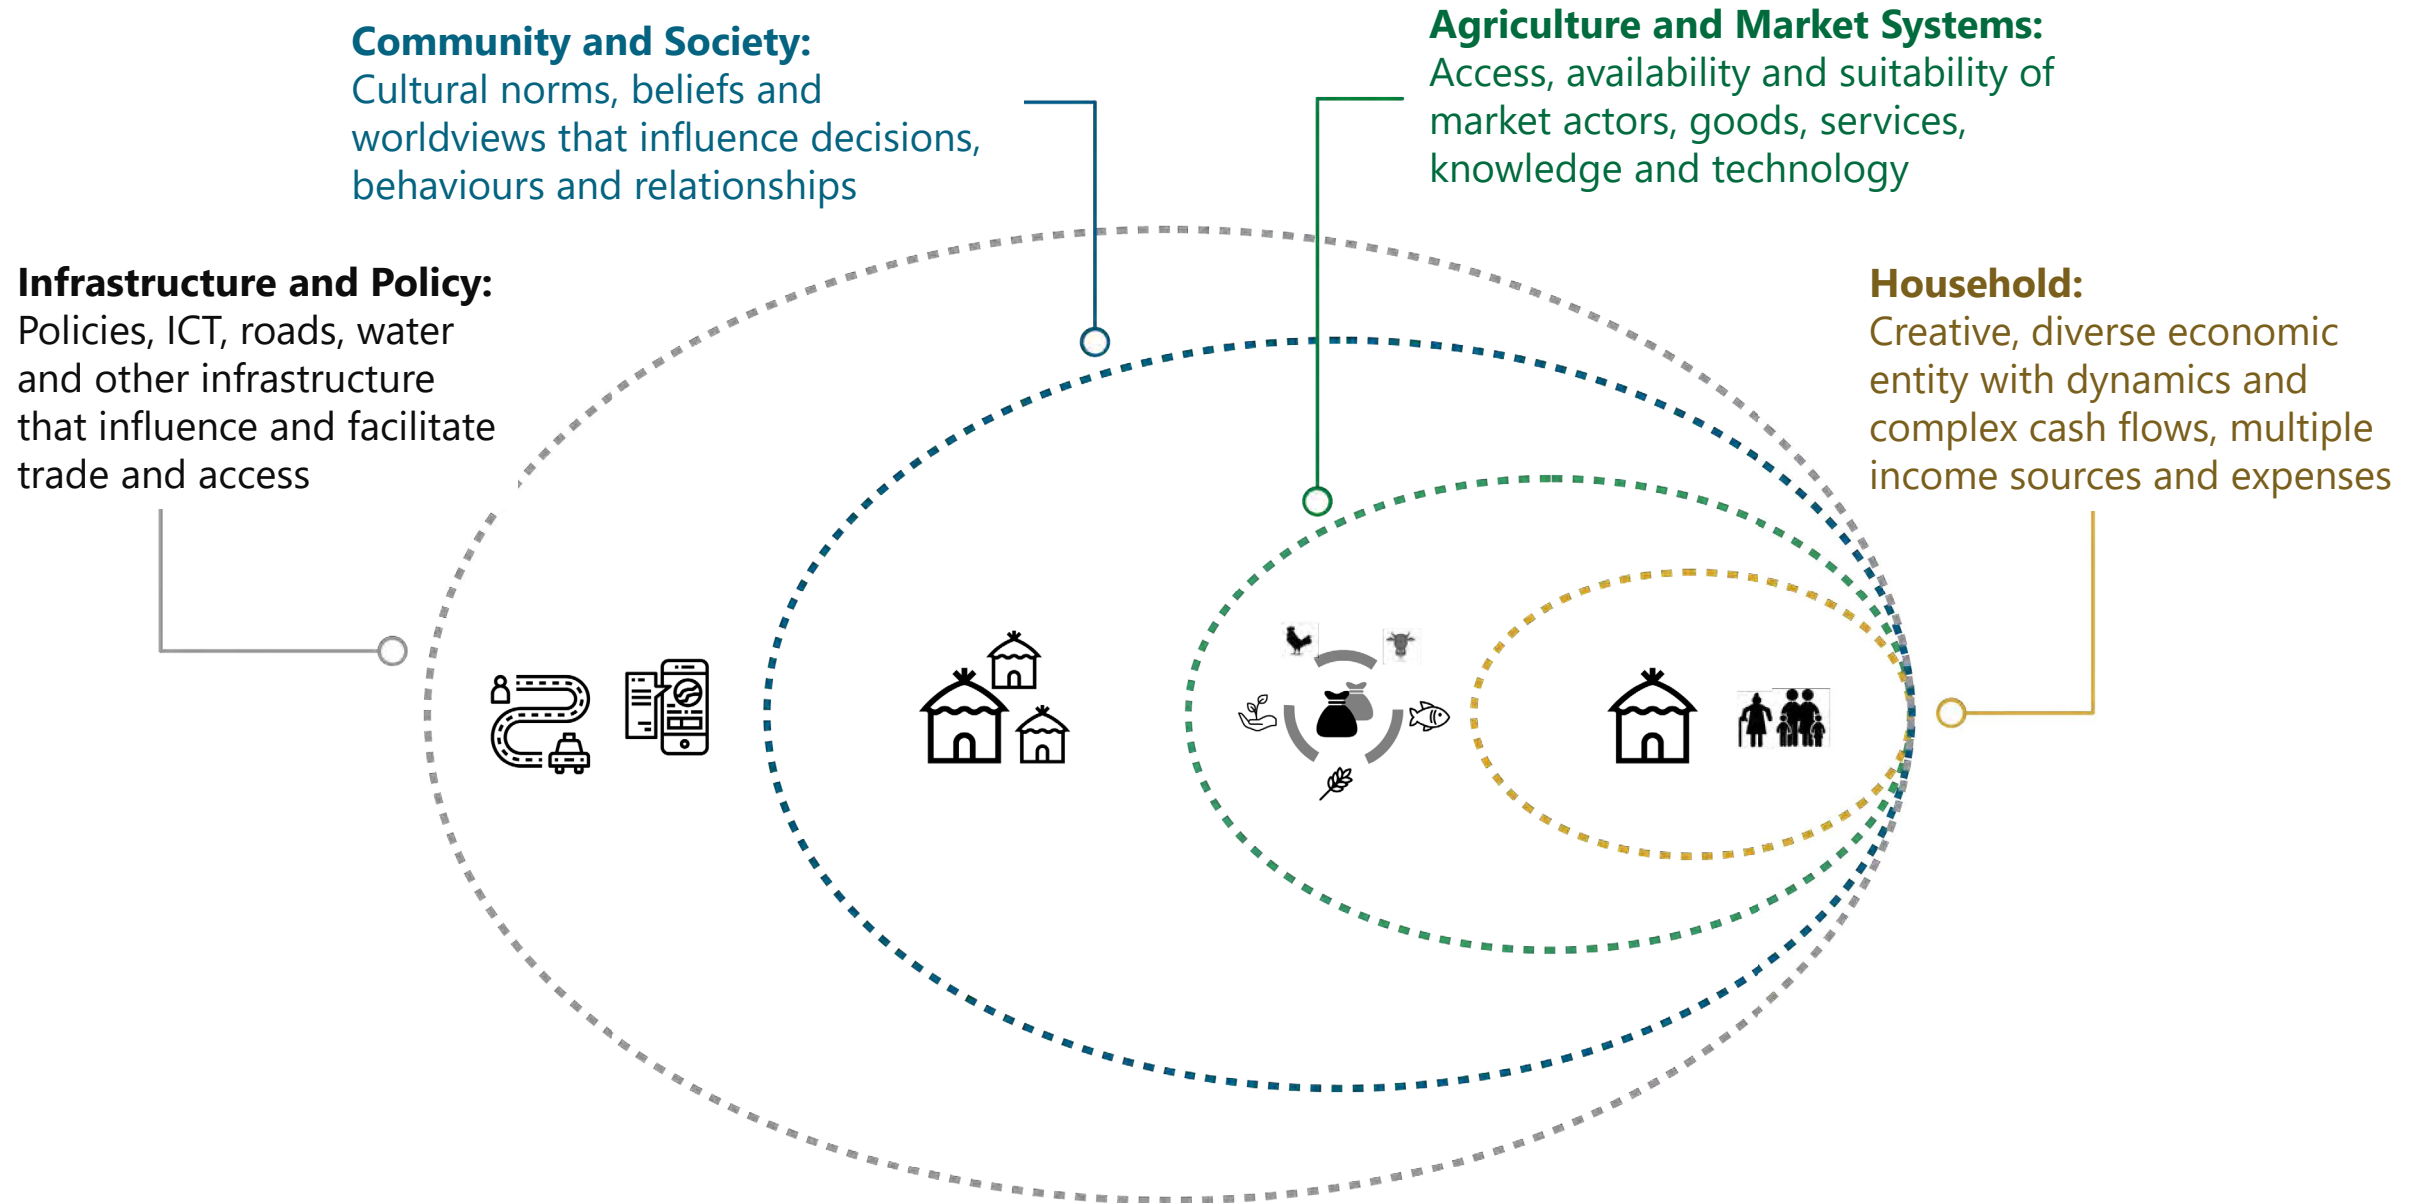 Community and Society:
Cultural norms, beliefs and
worldviews that influence decisions,
behaviours and relationships
Agriculture and Market Systems:
Access, availability and suitability of
market actors, goods, services,
knowledge and technology
Infrastructure and Policy:
Policies, ICT, roads, water
and other infrastructure
that influence and facilitate
trade and access
Household:
Creative, diverse economic
entity with dynamics and
complex cash flows, multiple
income sources and expenses